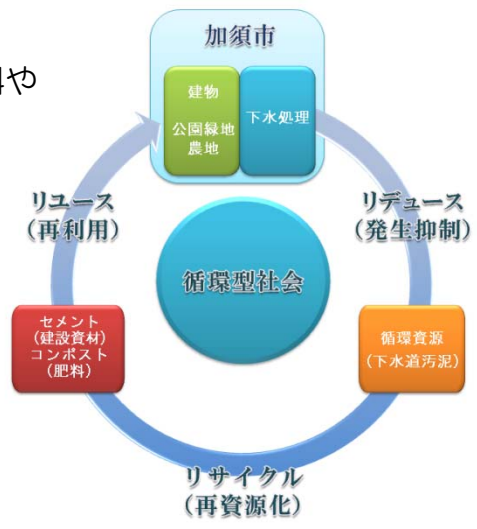 加須市
料や
建物
公園緑地
農地
下水処理
リユース
（再利用）
リデュース
（発生抑制）
循環型社会
セメント
（建設資材）
コンポスト
（肥料）
循環資源
（下水道汚泥）
リサイクル
（再資源化）